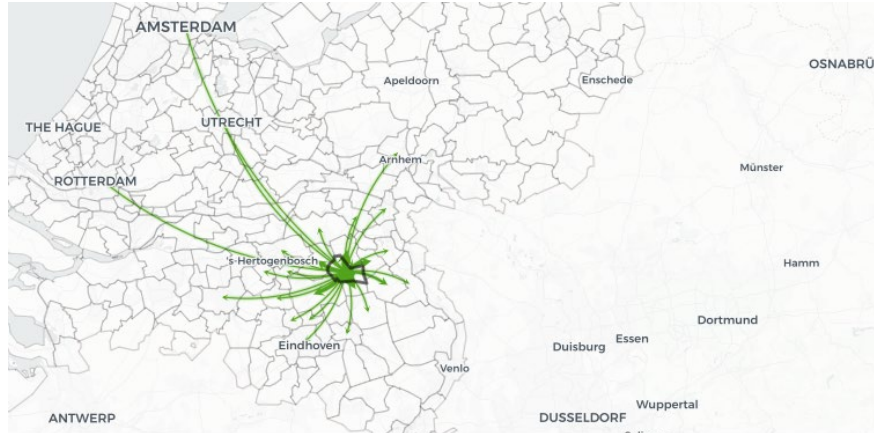 AMSTERDAM
OSNABRÜ
Apeldoorn
Enschede
UTRECHT
THE HAGUE
Arnhem
Münster
ROTTERDAM
's-Hertogenbosch
Hamm
Dortmund
Essen
Eindhoven
Duisburg
Venlo
Wuppertal
ANTWERP
DUSSELDORF